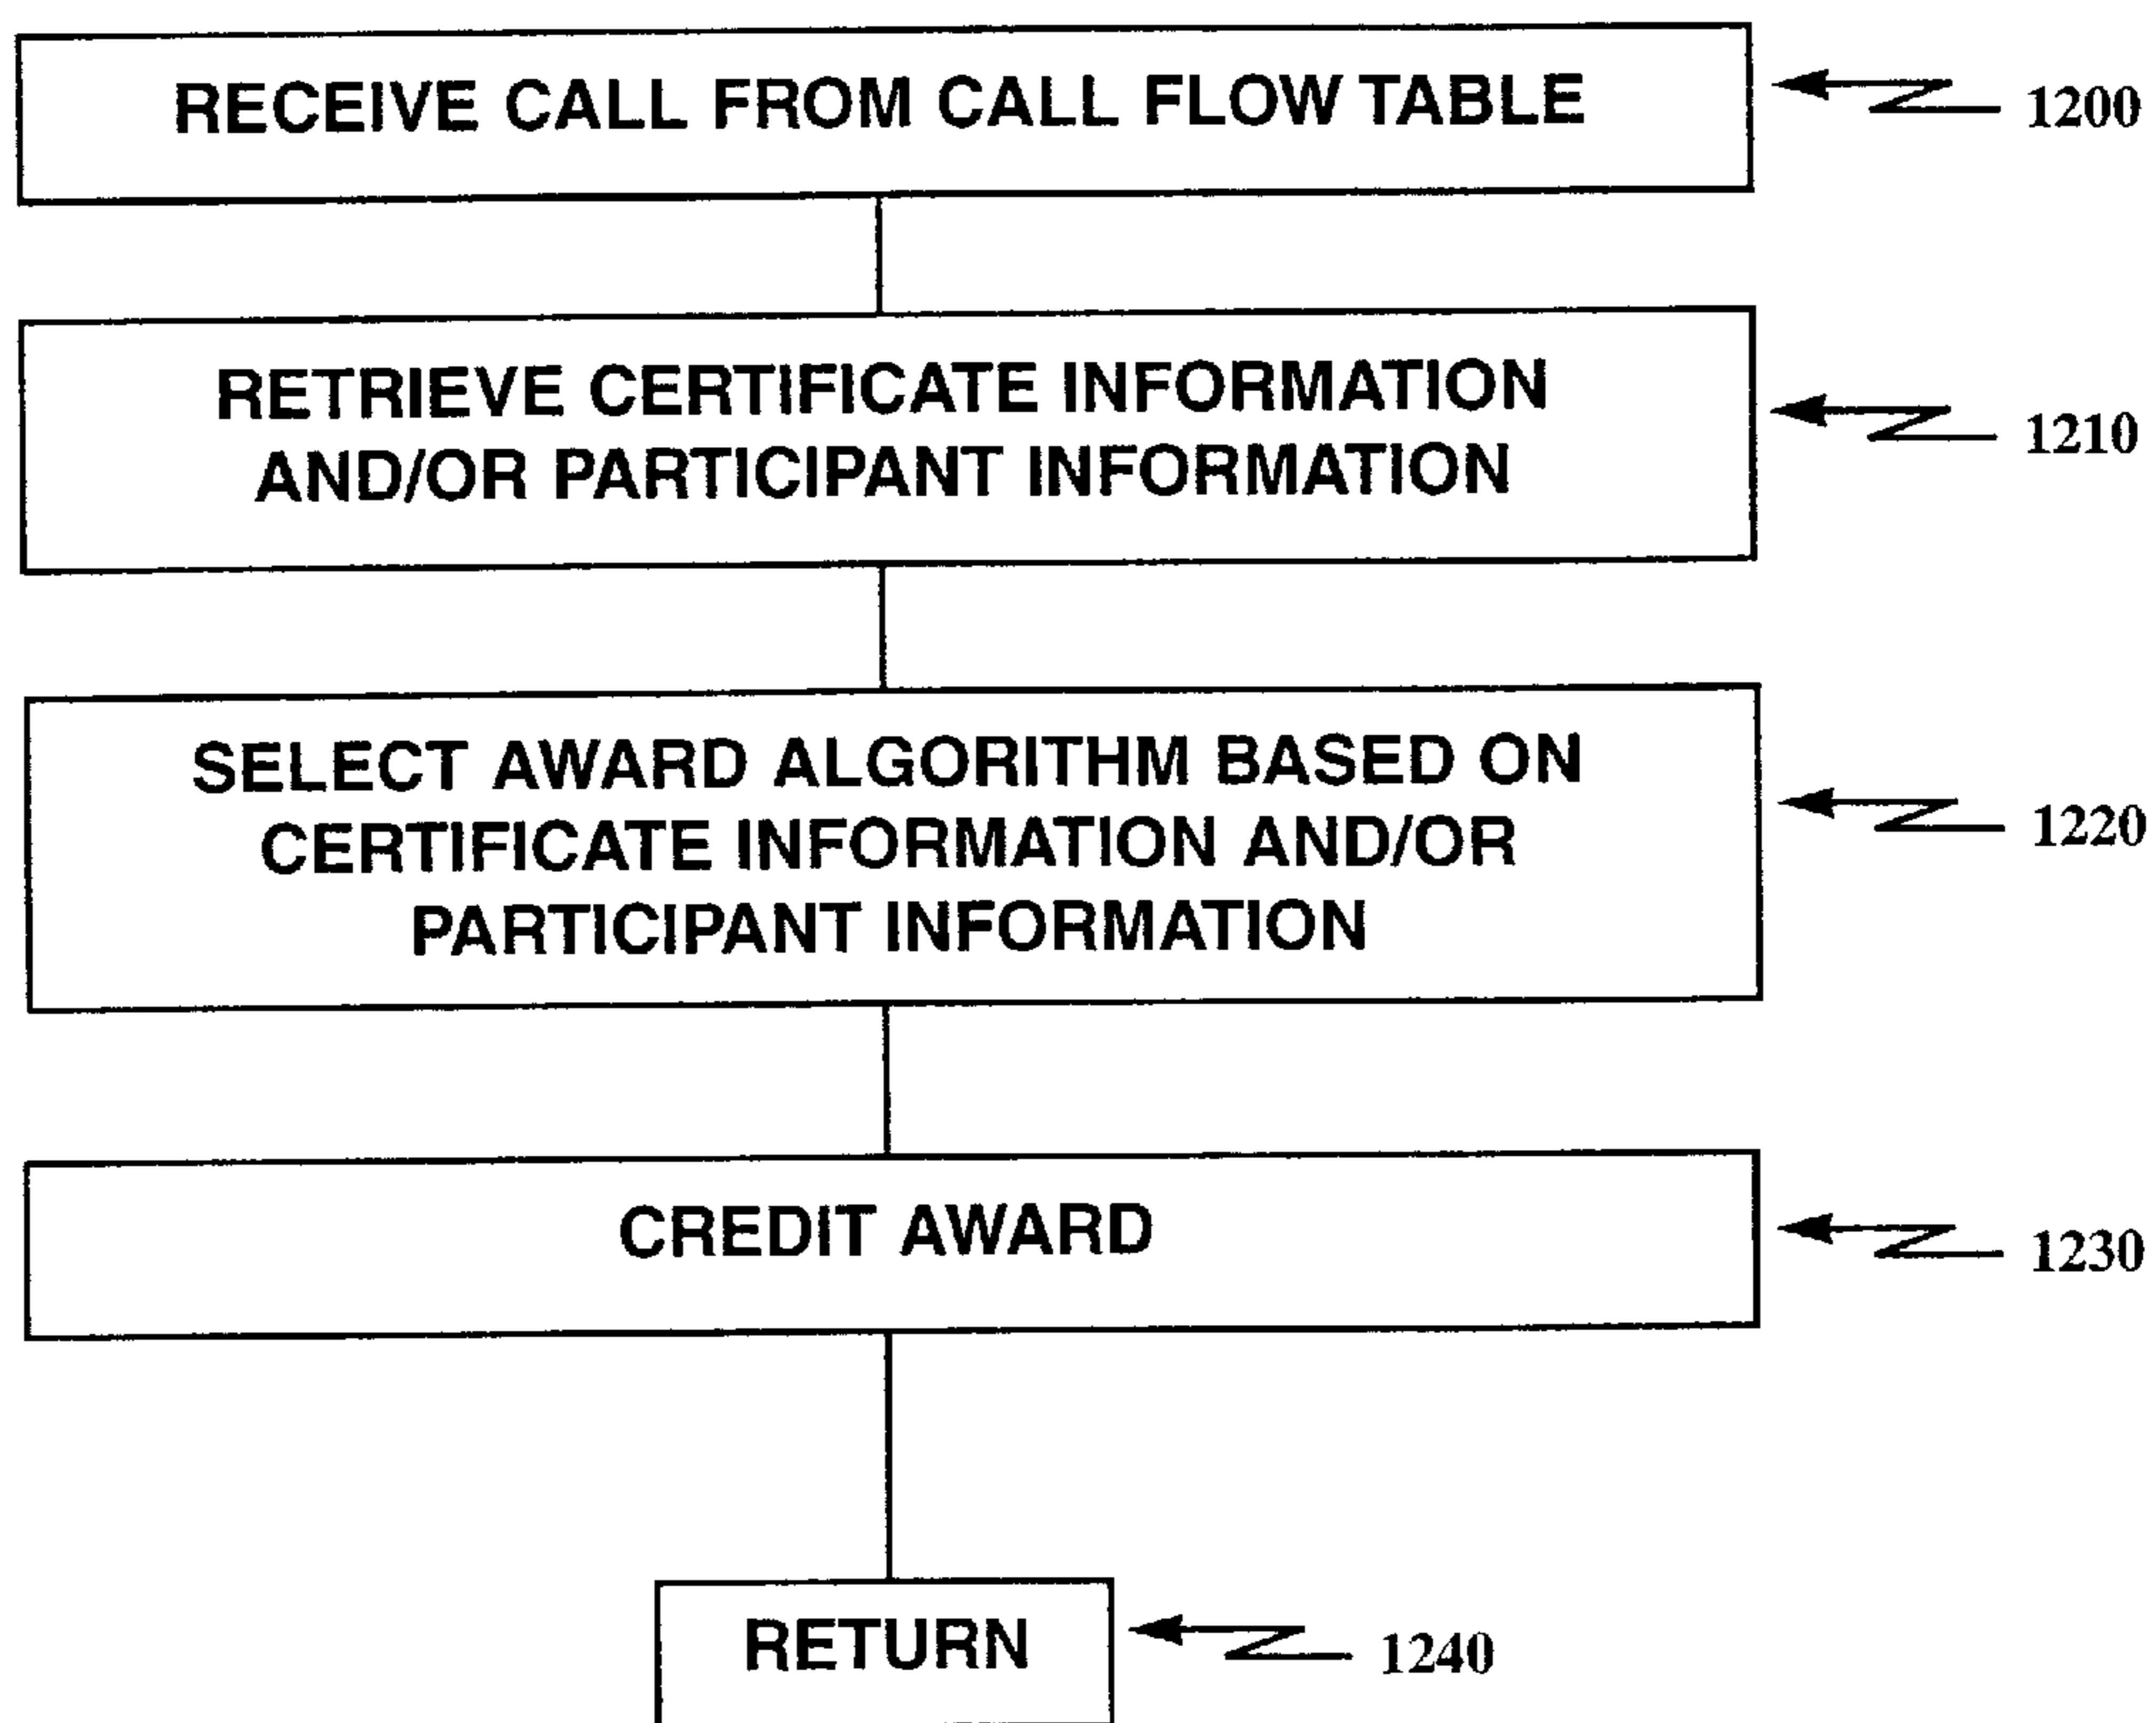 RECEIVE CALL FROM CALL FLOW TABLE
1200
RETRIEVE CERTIFICATE INFORMATION
AND/OR PARTICIPANT INFORMATION
1210
SELECT AWARD ALGORITHM BASED ON
CERTIFICATE INFORMATION AND/OR
PARTICIPANT INFORMATION
1220
CREDIT AWARD
1230
RETURN
1240